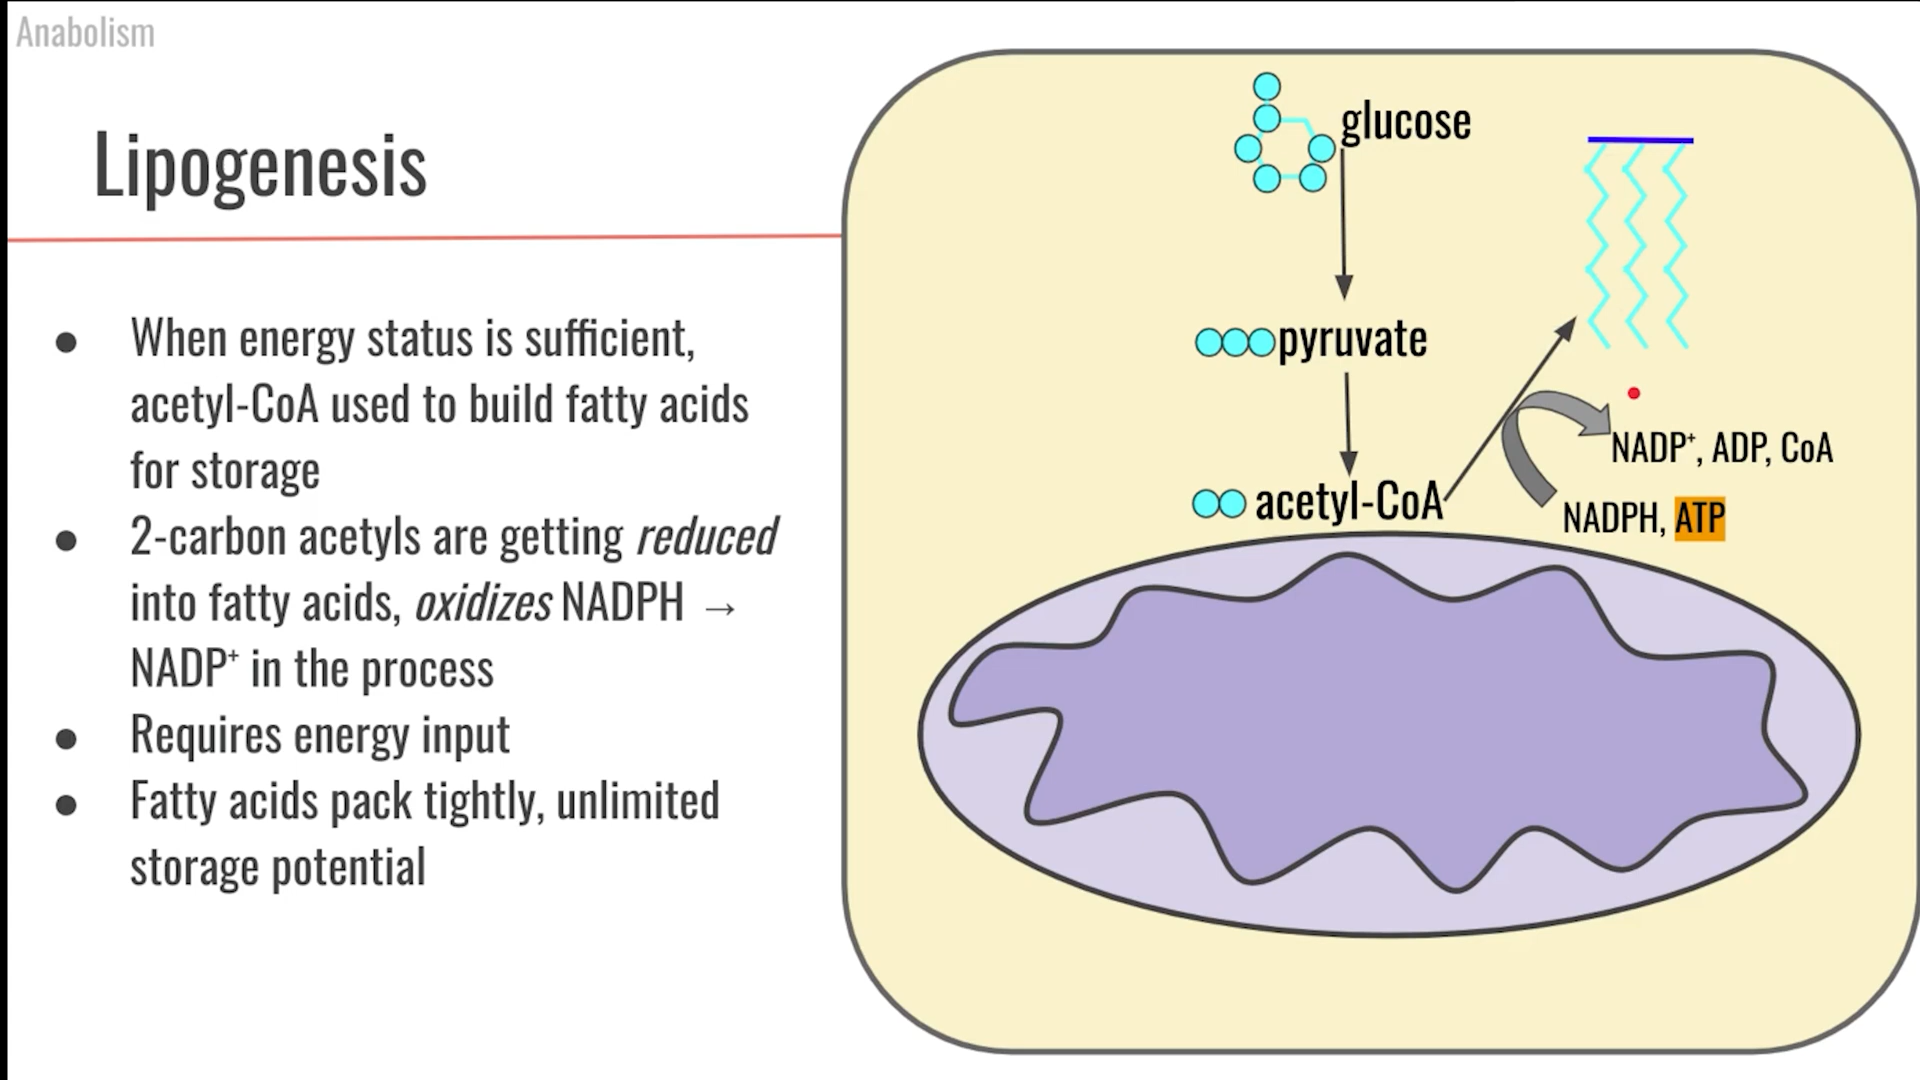 Anabolism
Lipogenesis
● When energy status is sufficient,
acetyl-CoA used to build fatty acids
for storage
● 2-carbon acetyls are getting reduced
into fatty acids, oxidizes NADPH →
NADP⁺ in the process
● Requires energy input
● Fatty acids pack tightly, unlimited
storage potential
glucose
pyruvate
acetyl-CoA
NADP⁺, ADP, CoA
NADPH, ATP